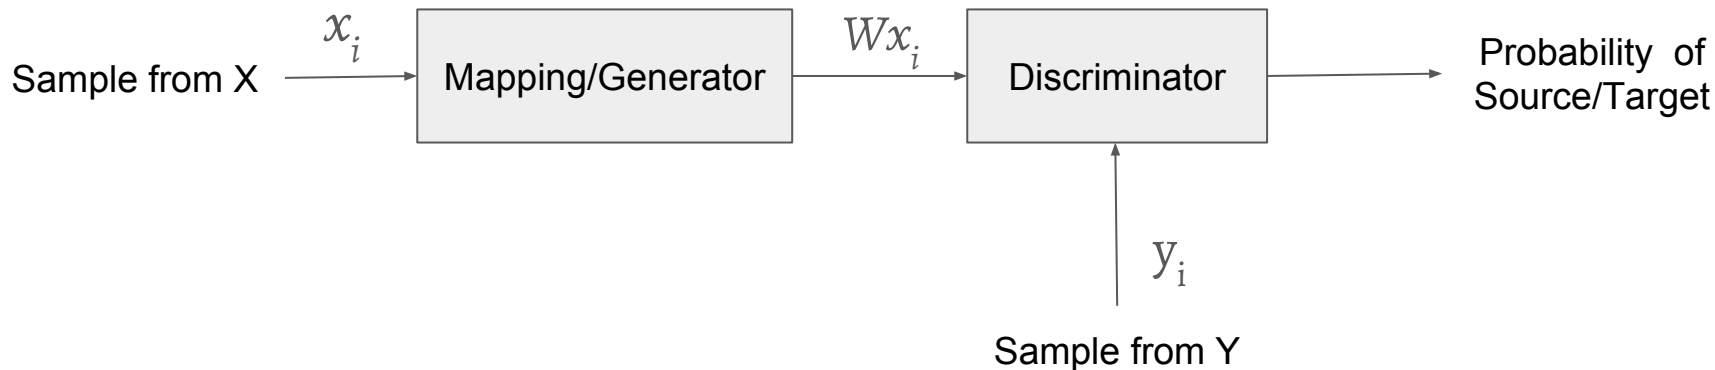 Sample from X
x_i
Mapping/Generator
Wx_i
Discriminator
Probability of
Source/Target
y_i
Sample from Y